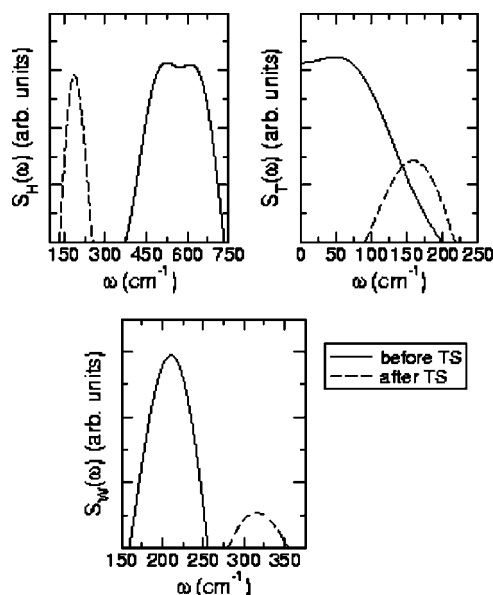 S_H(ω) (arb. units)
150 300 450 600 750
ω (cm⁻¹)
S_T(ω) (arb. units)
0 50 100 150 200 250
ω (cm⁻¹)
S_W(ω) (arb. units)
150 200 250 300 350
ω (cm⁻¹)
before TS
after TS